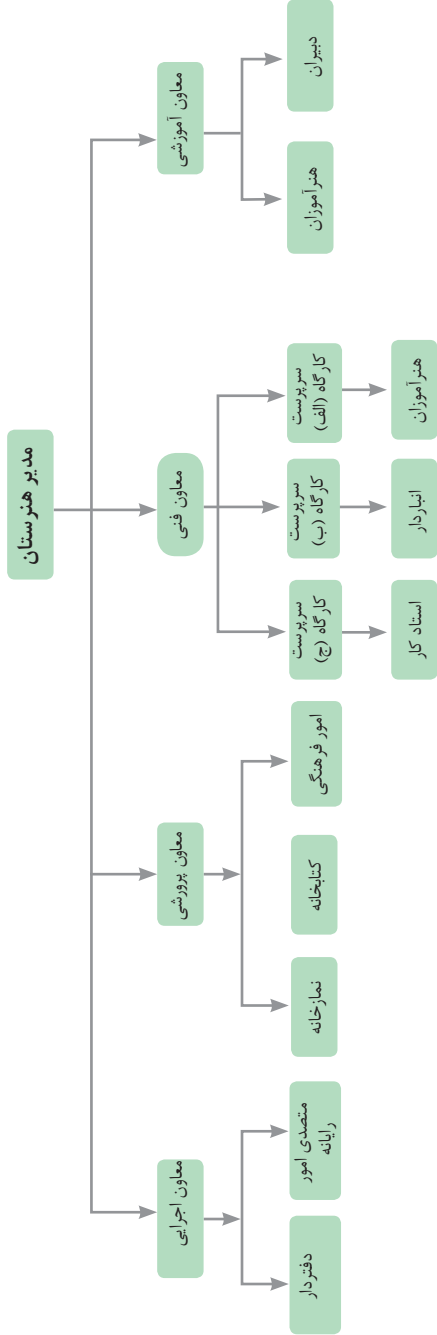 مدیر هنرستان
معاون آموزشی
معاون فنی
معاون پرورشی
معاون اجرایی
دبیران
هنرآموزان
سرپرست
کارگاه (الف)
سرپرست
کارگاه (ب)
سرپرست
کارگاه (ج)
امور فرهنگی
کتابخانه
نمازخانه
متصدی امور
رایانه
دفتردار
هنرآموزان
انباردار
استاد کار